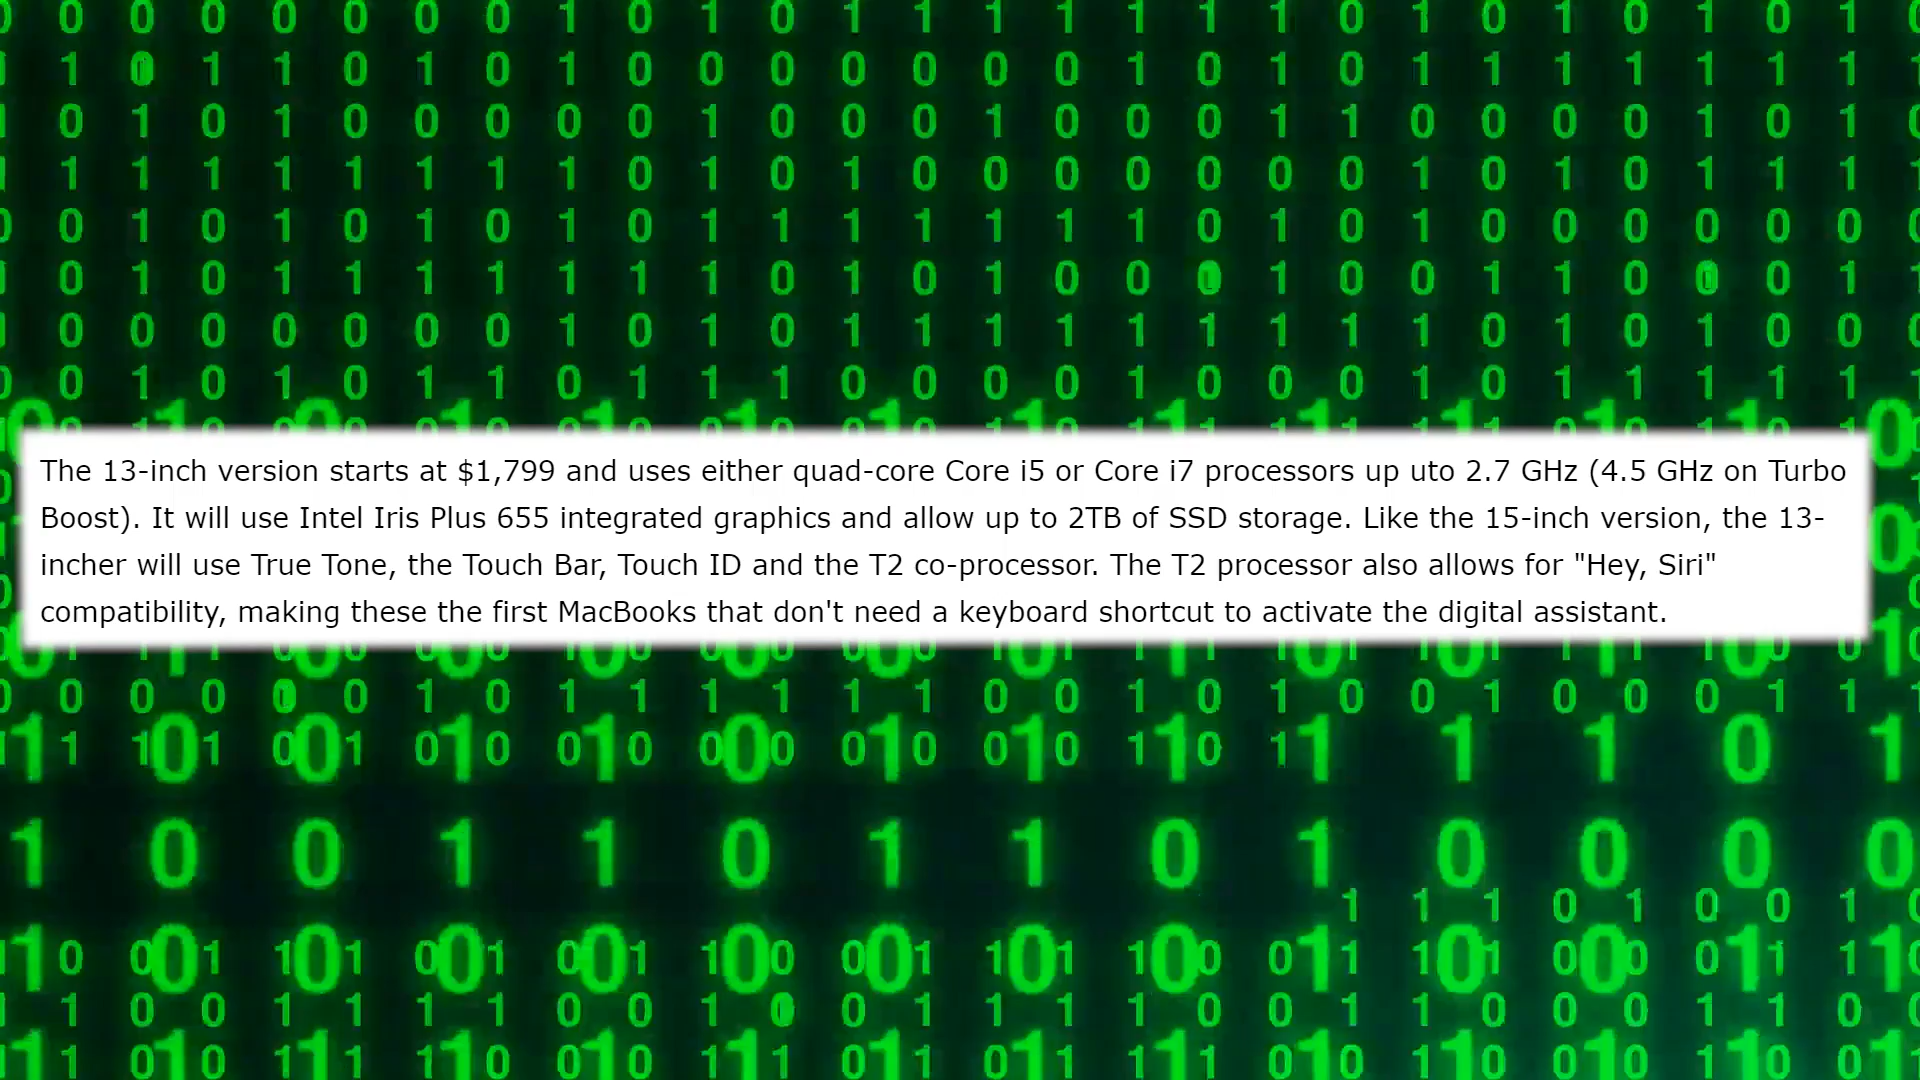 The 13-inch version starts at $1,799 and uses either quad-core Core i5 or Core i7 processors up uto 2.7 GHz (4.5 GHz on Turbo
Boost). It will use Intel Iris Plus 655 integrated graphics and allow up to 2TB of SSD storage. Like the 15-inch version, the 13-
incher will use True Tone, the Touch Bar, Touch ID and the T2 co-processor. The T2 processor also allows for "Hey, Siri"
compatibility, making these the first MacBooks that don't need a keyboard shortcut to activate the digital assistant.